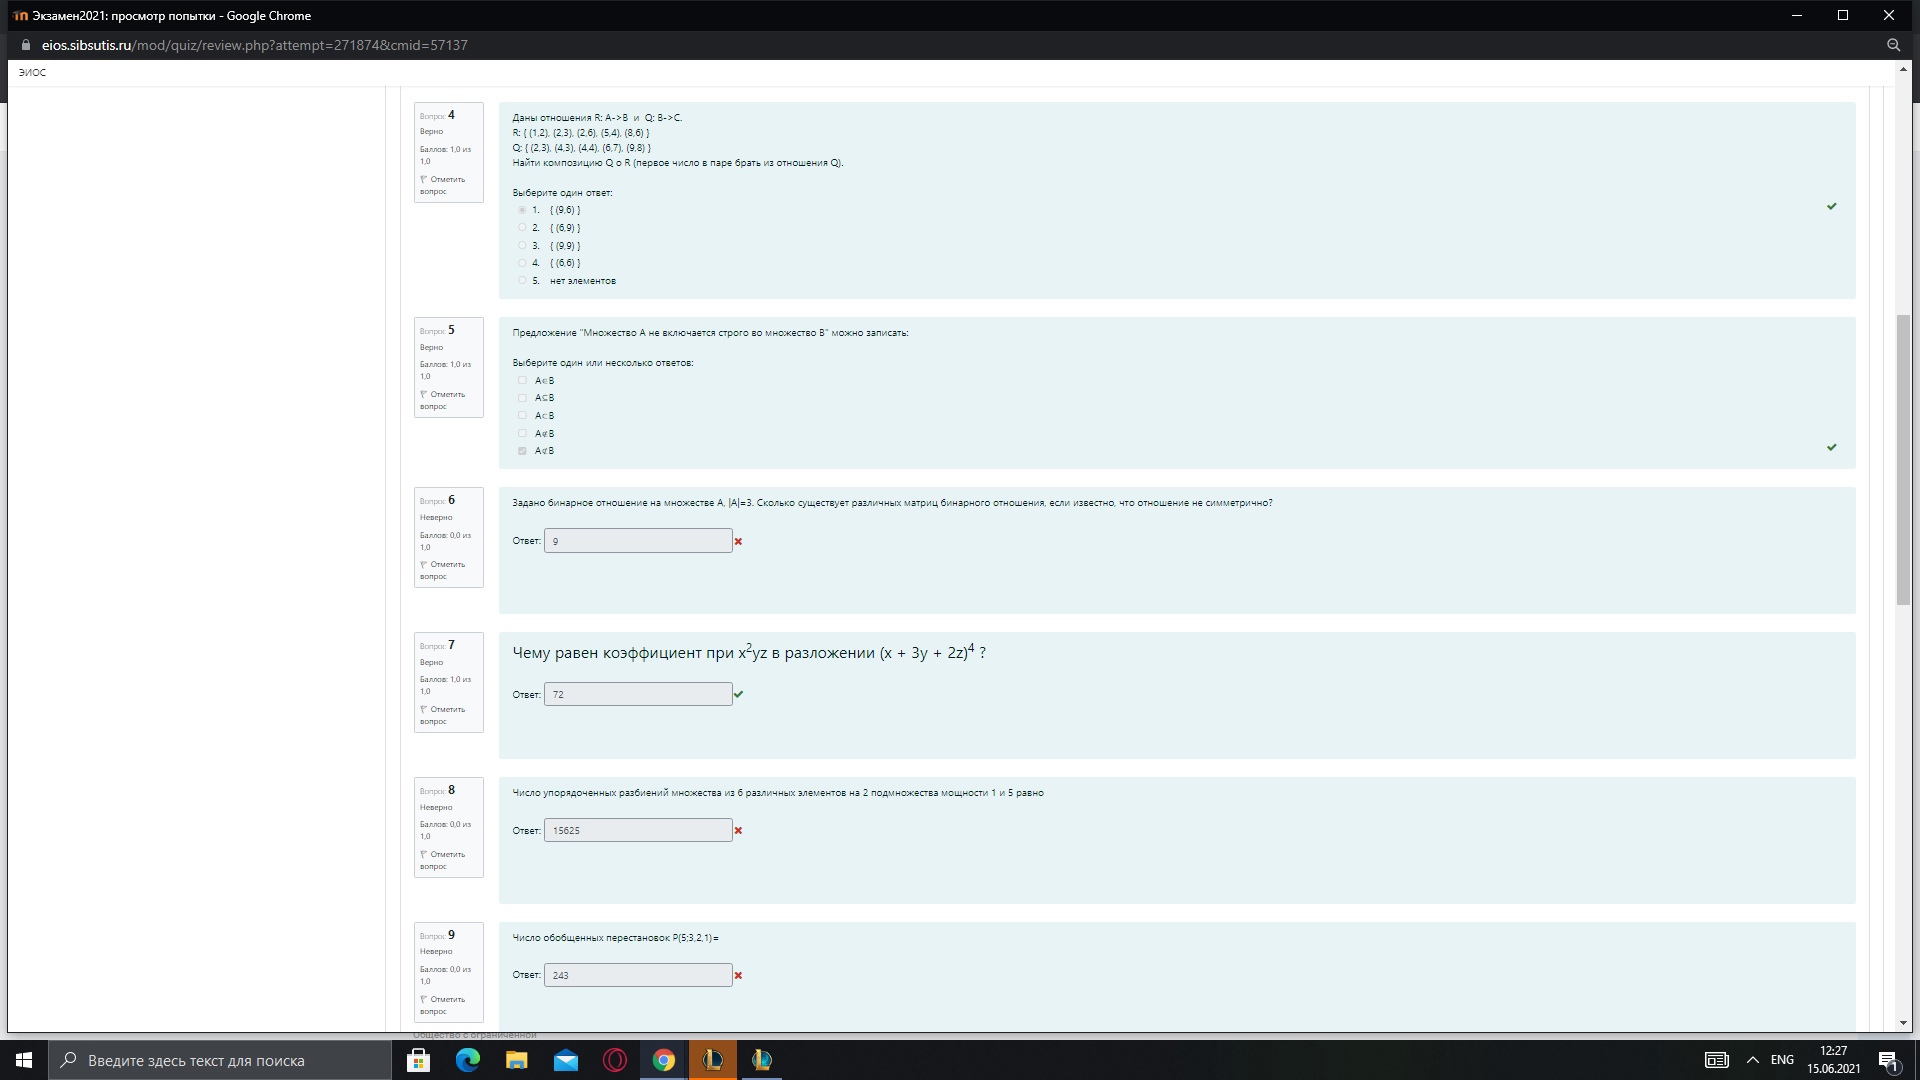 Экзамен2021: просмотр попытки - Google Chrome
eios.sibsutis.ru/mod/quiz/review.php?attempt=271874&cmid=57137
ЭИОС
Вопрос 4
Верно
Баллов: 1,0 из
1,0
Отметить
вопрос
Даны отношения R: A->B и Q: B->C.
R: { (1,2), (2,3), (2,6), (5,4), (8,6) }
Q: { (2,3), (4,3), (4,4), (6,7), (9,8) }
Найти композицию Q o R (первое число в паре брать из отношения Q).
Выберите один ответ:
1. { (9,6) }
2. { (6,9) }
3. { (9,9) }
4. { (6,6) }
5. нет элементов
Вопрос 5
Верно
Баллов: 1,0 из
1,0
Отметить
вопрос
Предложение "Множество А не включается строго во множество В" можно записать:
Выберите один или несколько ответов:
A∈B
A⊆B
A⊂B
A∉B
A⊄B
Вопрос 6
Неверно
Баллов: 0,0 из
1,0
Отметить
вопрос
Задано бинарное отношение на множестве А, |A|=3. Сколько существует различных матриц бинарного отношения, если известно, что отношение не симметрично?
Ответ: 9
Вопрос 7
Верно
Баллов: 1,0 из
1,0
Отметить
вопрос
Чему равен коэффициент при x²yz в разложении (x + 3y + 2z)⁴ ?
Ответ: 72
Вопрос 8
Неверно
Баллов: 0,0 из
1,0
Отметить
вопрос
Число упорядоченных разбиений множества из 6 различных элементов на 2 подмножества мощности 1 и 5 равно
Ответ: 15625
Вопрос 9
Неверно
Баллов: 0,0 из
1,0
Отметить
вопрос
Число обобщенных перестановок P(5;3,2,1)=
Ответ: 243
Общество с ограниченной
Введите здесь текст для поиска
ENG
12:27
15.06.2021
1